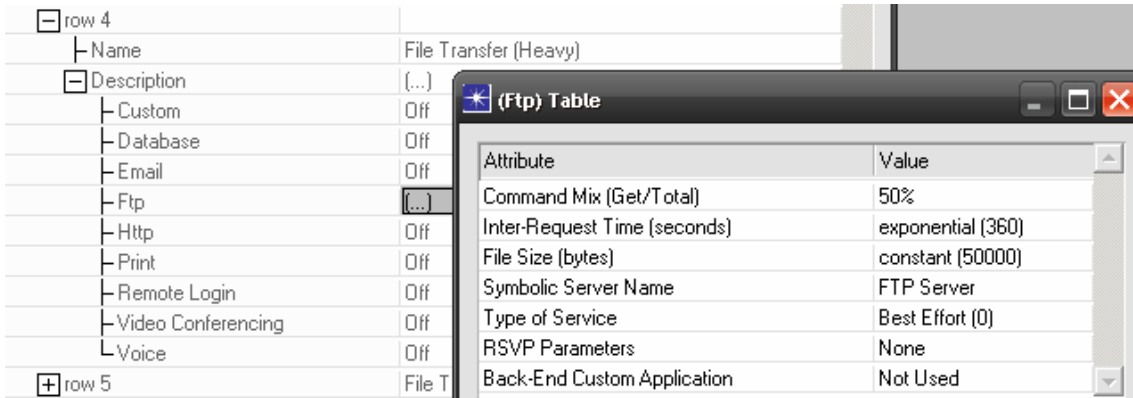 row 4
Name File Transfer (Heavy)
Description (...)
Custom Off
Database Off
Email Off
Ftp (...)
Http Off
Print Off
Remote Login Off
Video Conferencing Off
Voice Off
row 5 File T
(Ftp) Table
Attribute Value
Command Mix (Get/Total) 50%
Inter-Request Time (seconds) exponential (360)
File Size (bytes) constant (50000)
Symbolic Server Name FTP Server
Type of Service Best Effort (0)
RSVP Parameters None
Back-End Custom Application Not Used